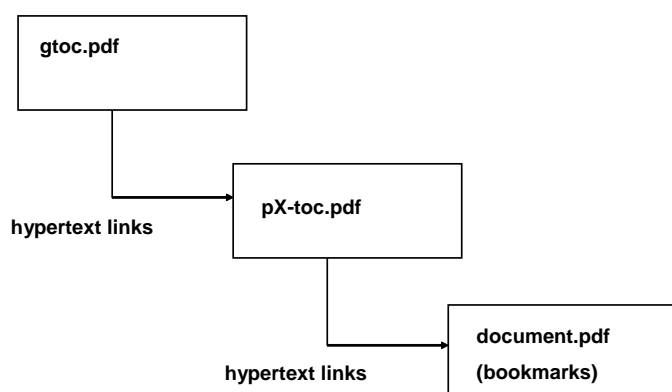 gtoc.pdf
pX-toc.pdf
hypertext links
document.pdf
(bookmarks)
hypertext links